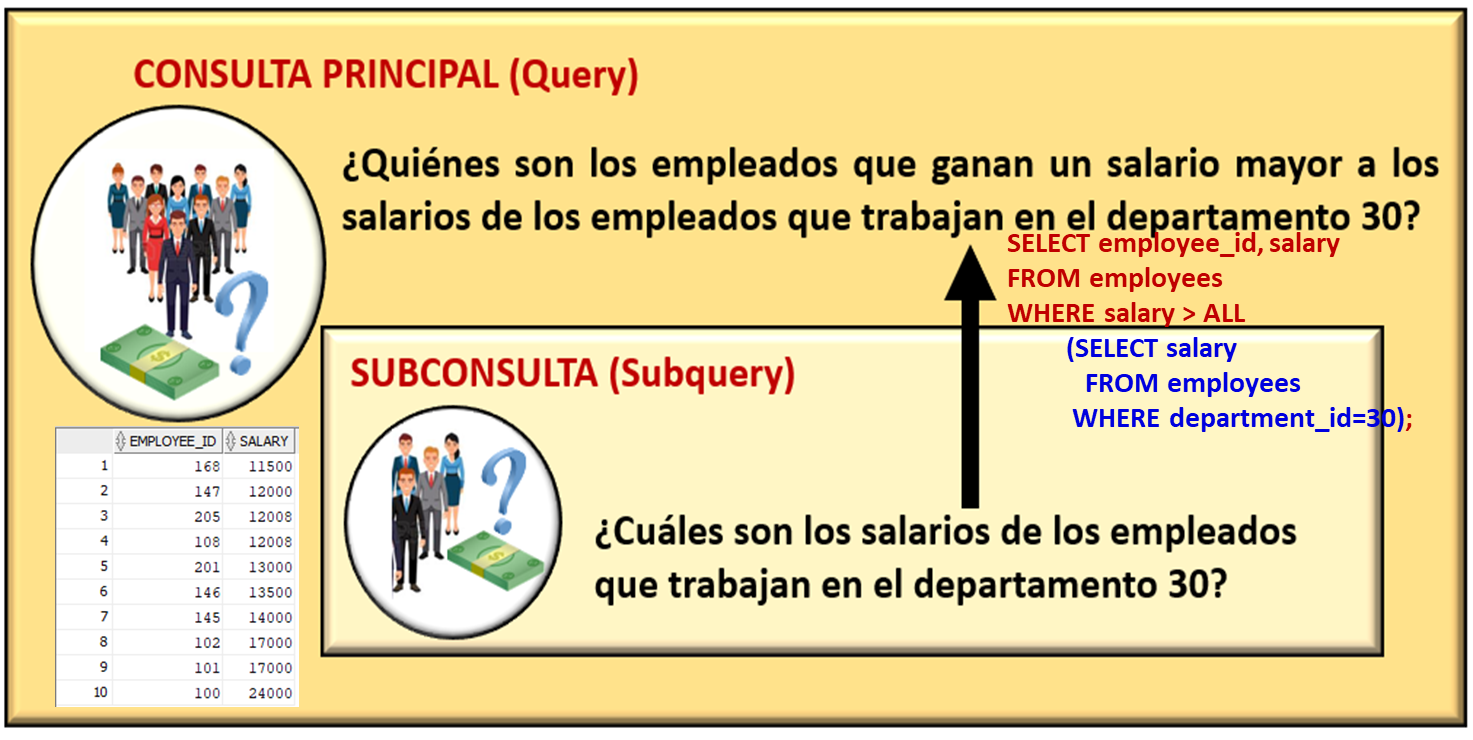 CONSULTA PRINCIPAL (Query)
¿Quiénes son los empleados que ganan un salario mayor a los
salarios de los empleados que trabajan en el departamento 30?
SELECT employee_id, salary
FROM employees
WHERE salary > ALL
(SELECT salary
FROM employees
WHERE department_id=30);
SUBCONSULTA (Subquery)
¿Cuáles son los salarios de los empleados
que trabajan en el departamento 30?
EMPLOYEE_ID SALARY
1 168 11500
2 147 12000
3 205 12008
4 108 12008
5 201 13000
6 146 13500
7 145 14000
8 102 17000
9 101 17000
10 100 24000